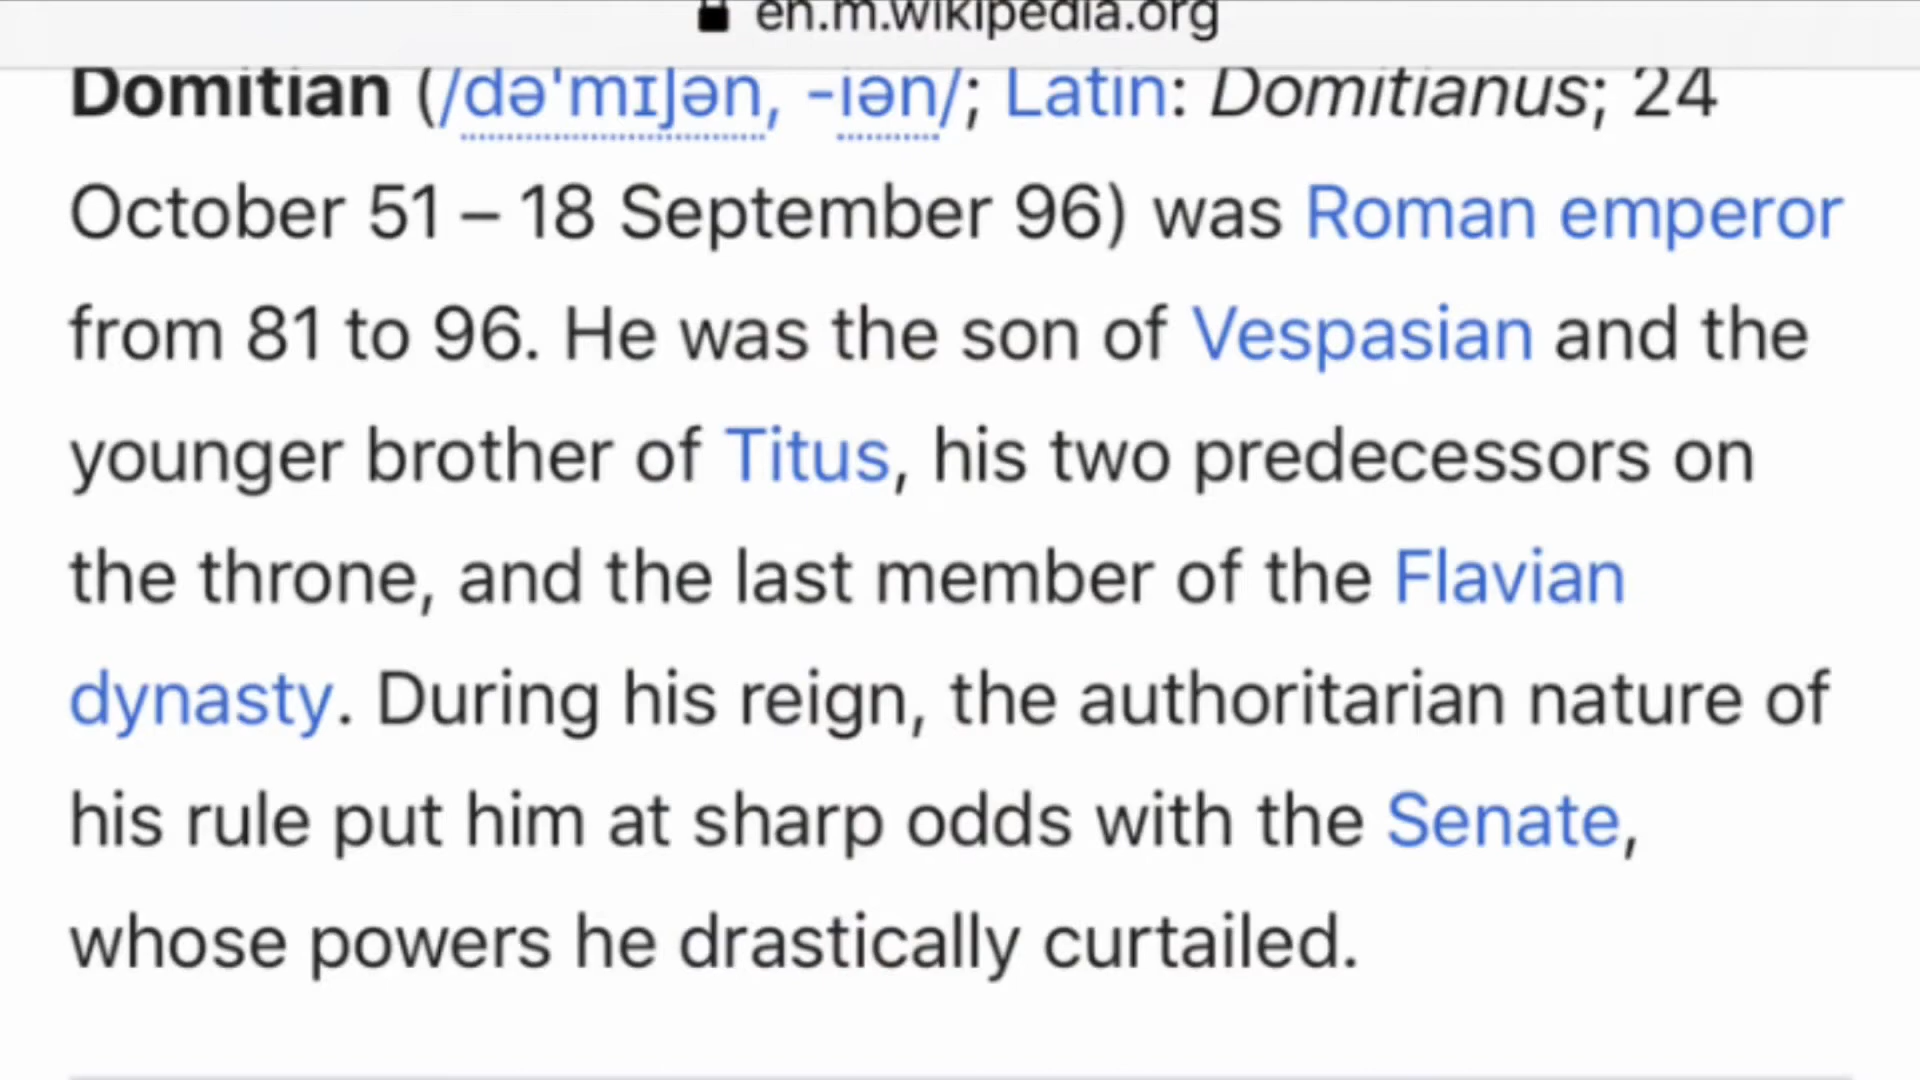 en.m.wikipedia.org
Domitian (/dəˈmɪʃən, -iən/; Latin: Domitianus; 24
October 51 – 18 September 96) was Roman emperor
from 81 to 96. He was the son of Vespasian and the
younger brother of Titus, his two predecessors on
the throne, and the last member of the Flavian
dynasty. During his reign, the authoritarian nature of
his rule put him at sharp odds with the Senate,
whose powers he drastically curtailed.